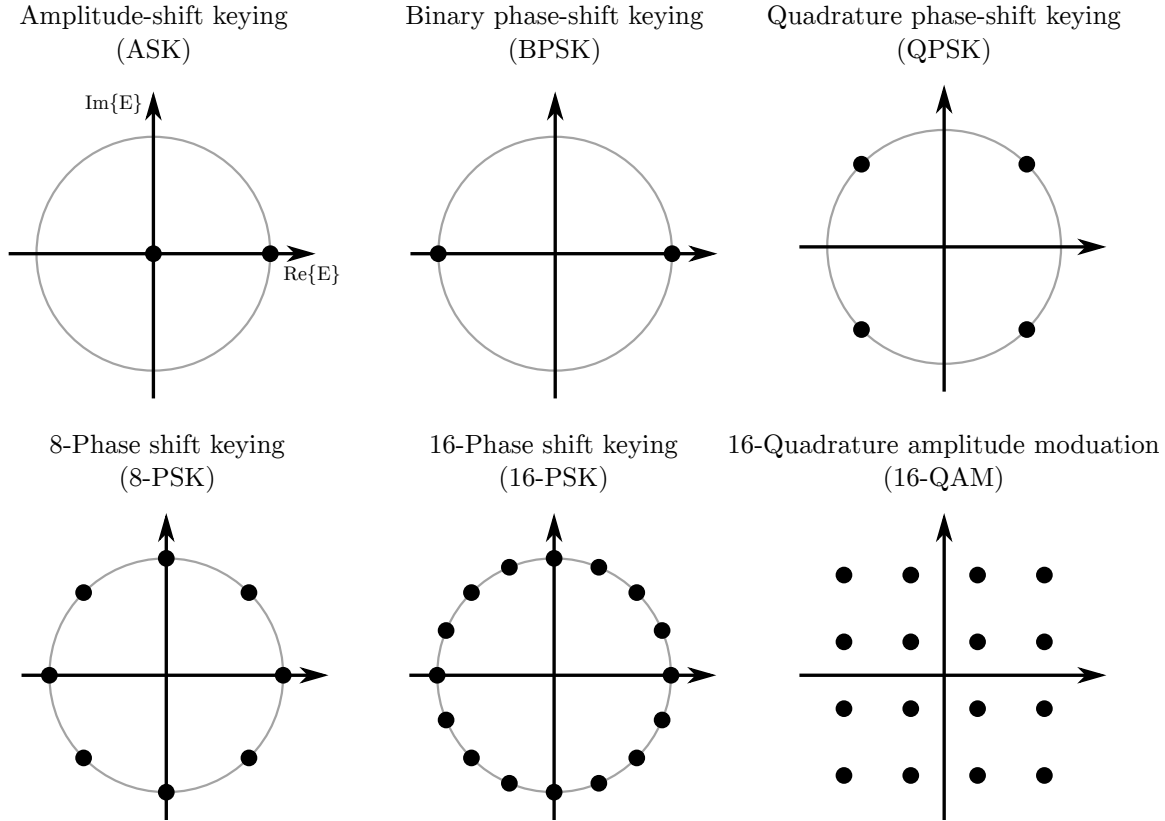 Amplitude-shift keying
(ASK)
Binary phase-shift keying
(BPSK)
Quadrature phase-shift keying
(QPSK)
Im{E}
Re{E}
8-Phase shift keying
(8-PSK)
16-Phase shift keying
(16-PSK)
16-Quadrature amplitude moduation
(16-QAM)